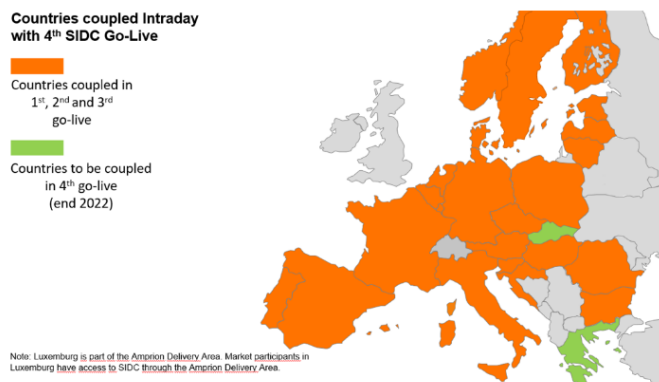 Countries coupled Intraday
with 4th SIDC Go-Live
Countries coupled in
1st, 2nd and 3rd
go-live
Countries to be coupled
in 4th go-live
(end 2022)
Note: Luxemburg is part of the Amprion Delivery Area. Market participants in
Luxemburg have access to SIDC through the Amprion Delivery Area.